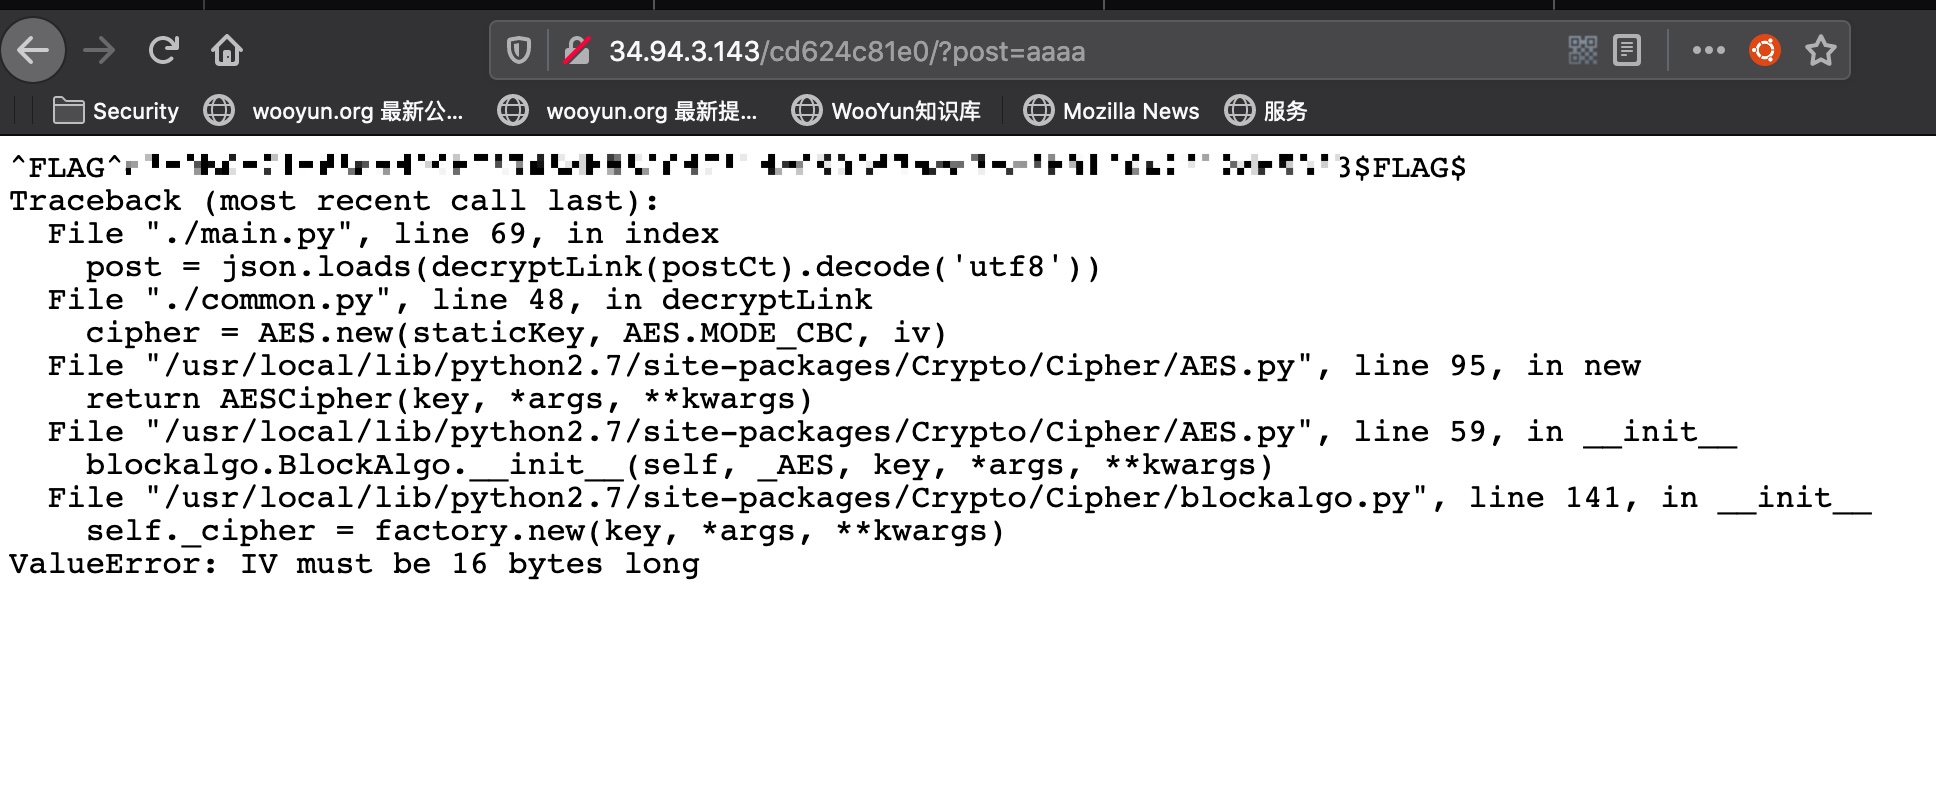 34.94.3.143/cd624c81e0/?post=aaaa
Security wooyun.org 最新公... wooyun.org 最新提... WooYun知识库 Mozilla News 服务
^FLAG^ 3$FLAG$
Traceback (most recent call last):
  File "./main.py", line 69, in index
    post = json.loads(decryptLink(postCt).decode('utf8'))
  File "./common.py", line 48, in decryptLink
    cipher = AES.new(staticKey, AES.MODE_CBC, iv)
  File "/usr/local/lib/python2.7/site-packages/Crypto/Cipher/AES.py", line 95, in new
    return AESCipher(key, *args, **kwargs)
  File "/usr/local/lib/python2.7/site-packages/Crypto/Cipher/AES.py", line 59, in __init__
    blockalgo.BlockAlgo.__init__(self, _AES, key, *args, **kwargs)
  File "/usr/local/lib/python2.7/site-packages/Crypto/Cipher/blockalgo.py", line 141, in __init__
    self._cipher = factory.new(key, *args, **kwargs)
ValueError: IV must be 16 bytes long